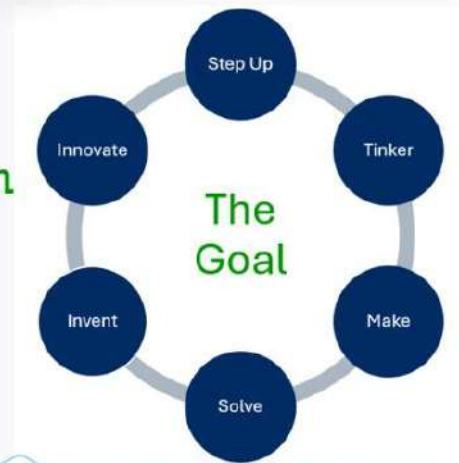 Step Up
Innovate
Tinker
The
Goal
Invent
Make
Solve